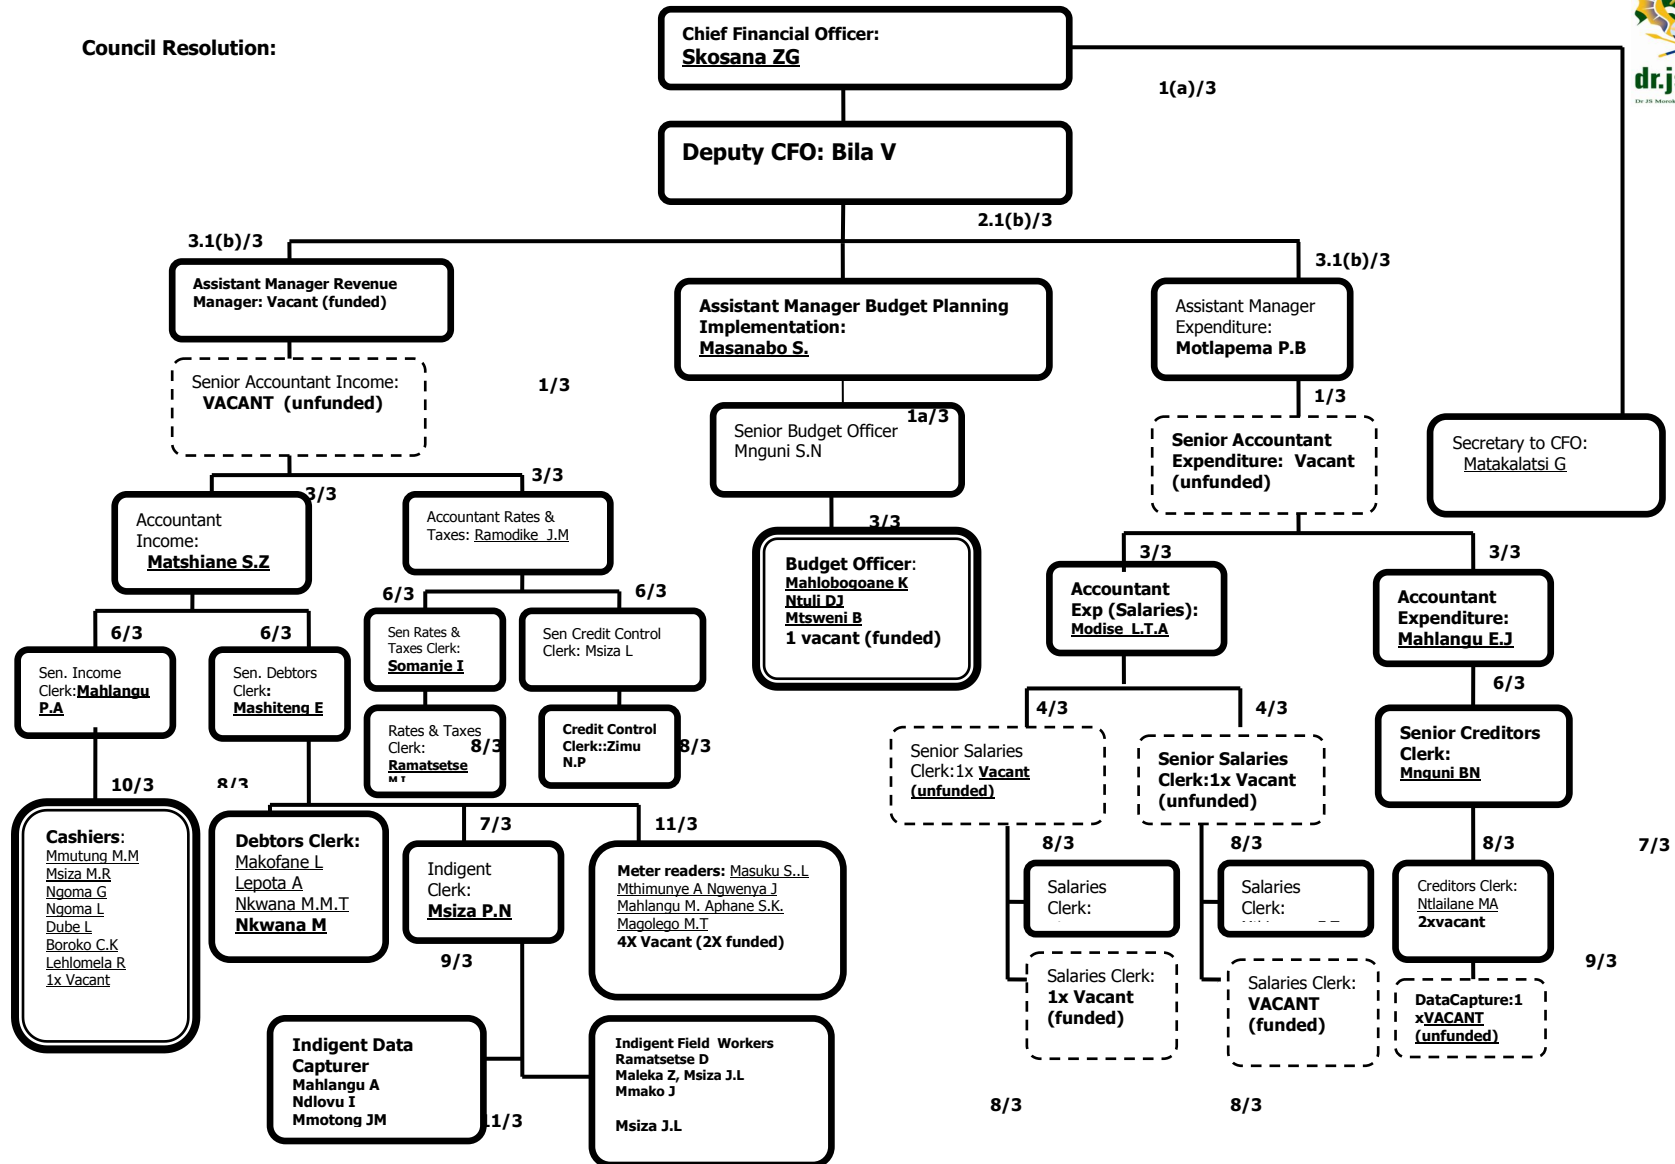 Council Resolution:
Chief Financial Officer:
Skosana ZG
1(a)/3
Deputy CFO: Bila V
2.1(b)/3
3.1(b)/3
3.1(b)/3
Assistant Manager Revenue
Manager: Vacant (funded)
Assistant Manager Budget Planning
Implementation:
Masanabo S.
Assistant Manager
Expenditure:
Motlapema P.B
Senior Accountant Income:
VACANT  (unfunded)
1/3
1a/3
Senior Budget Officer
Mnguni S.N
1/3
Senior Accountant
Expenditure:  Vacant
(unfunded)
Secretary to CFO:
Matakalatsi G
3/3
3/3
Accountant
Income:
Matshiane S.Z
Accountant Rates &
Taxes: Ramodike  J.M
3/3
Budget Officer:
Mahlobogoane K
Ntuli DJ
Mtsweni B
1 vacant (funded)
3/3
3/3
Accountant
Exp (Salaries):
Modise  L.T.A
Accountant
Expenditure:
Mahlangu E.J
6/3
6/3
6/3
6/3
Sen. Income
Clerk:Mahlangu
P.A
Sen. Debtors
Clerk:
Mashiteng E
Sen Rates &
Taxes Clerk:
Somanje I
Sen Credit Control
Clerk: Msiza L
Rates & Taxes
Clerk:
Ramatsetse
8/3
Credit Control
Clerk::Zimu
N.P
8/3
4/3
4/3
6/3
Senior Salaries
Clerk:1x Vacant
(unfunded)
Senior Salaries
Clerk:1x Vacant
(unfunded)
Senior Creditors
Clerk:
Mnguni BN
10/3
8/3
7/3
11/3
Cashiers:
Mmutung M.M
Msiza M.R
Ngoma G
Ngoma L
Dube L
Boroko C.K
Lehlomela R
1x Vacant
Debtors Clerk:
Makofane L
Lepota A
Nkwana M.M.T
Nkwana M
Indigent
Clerk:
Msiza P.N
Meter readers: Masuku S..L
Mthimunye A Ngwenya J
Mahlangu M. Aphane S.K.
Magolego M.T
4X Vacant (2X funded)
8/3
8/3
8/3
7/3
Salaries
Clerk:
Salaries
Clerk:
Creditors Clerk:
Ntlailane MA
2xvacant
9/3
9/3
Salaries Clerk:
1x Vacant
(funded)
Salaries Clerk:
VACANT
(funded)
DataCapture:1
xVACANT
(unfunded)
Indigent Data
Capturer
Mahlangu A
Ndlovu I
Mmotong JM
11/3
Indigent Field  Workers
Ramatsetse D
Maleka Z, Msiza J.L
Mmako J
Msiza J.L
8/3
8/3